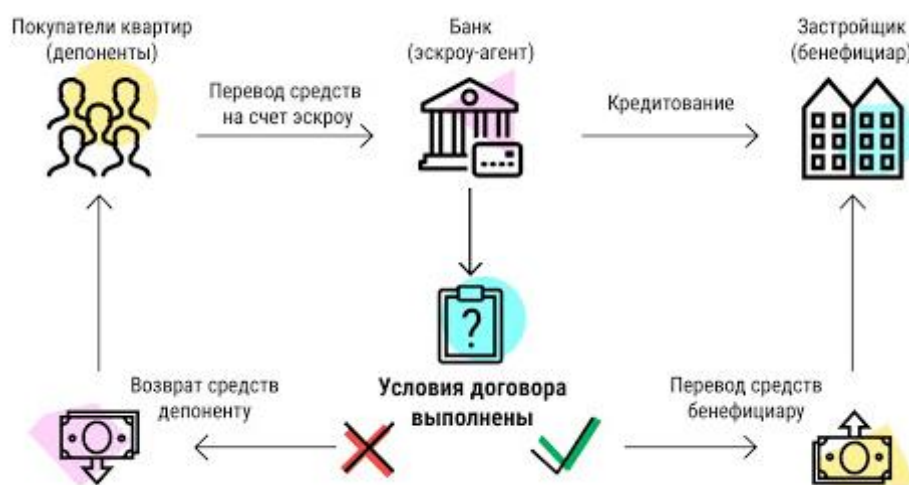 Покупатели квартир
(депоненты)
Банк
(эскроу-агент)
Застройщик
(бенефициар)
Перевод средств
на счет эскроу
Кредитование
?
Условия договора
выполнены
Возврат средств
депоненту
Перевод средств
бенефициару